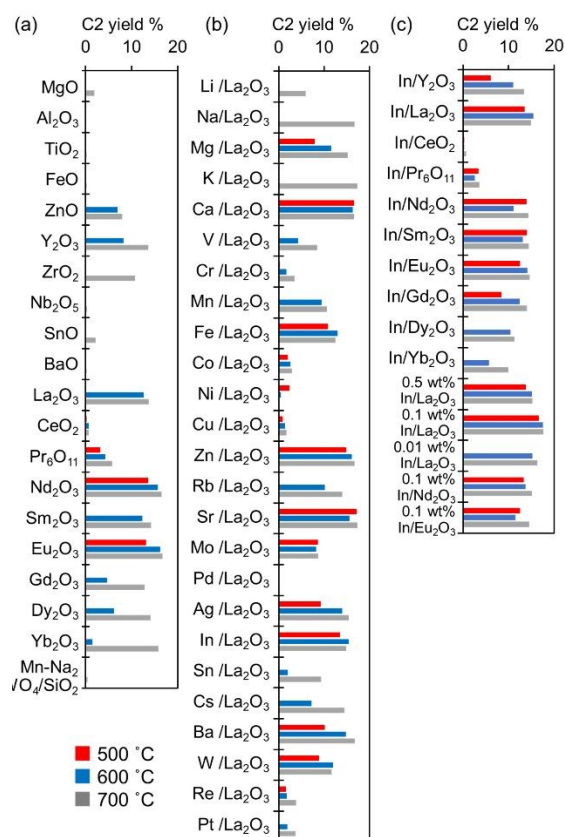 (a)
C2 yield %
0 10 20
MgO
Al2O3
TiO2
FeO
ZnO
Y2O3
ZrO2
Nb2O5
SnO
BaO
La2O3
CeO2
Pr6O11
Nd2O3
Sm2O3
Eu2O3
Gd2O3
Dy2O3
Yb2O3
Mn-Na2
/O4/SiO2
500 ˚C
600 ˚C
700 ˚C
(b)
C2 yield %
0 10 20
Li /La2O3
Na/La2O3
Mg /La2O3
K /La2O3
Ca /La2O3
V /La2O3
Cr /La2O3
Mn /La2O3
Fe /La2O3
Co /La2O3
Ni /La2O3
Cu /La2O3
Zn /La2O3
Rb /La2O3
Sr /La2O3
Mo /La2O3
Pd /La2O3
Ag /La2O3
In /La2O3
Sn /La2O3
Cs /La2O3
Ba /La2O3
W /La2O3
Re /La2O3
Pt /La2O3
(c)
C2 yield %
0 10 20
In/Y2O3
In/La2O3
In/CeO2
In/Pr6O11
In/Nd2O3
In/Sm2O3
In/Eu2O3
In/Gd2O3
In/Dy2O3
In/Yb2O3
0.5 wt%
In/La2O3
0.1 wt%
In/La2O3
0.01 wt%
In/La2O3
0.1 wt%
In/Nd2O3
0.1 wt%
In/Eu2O3